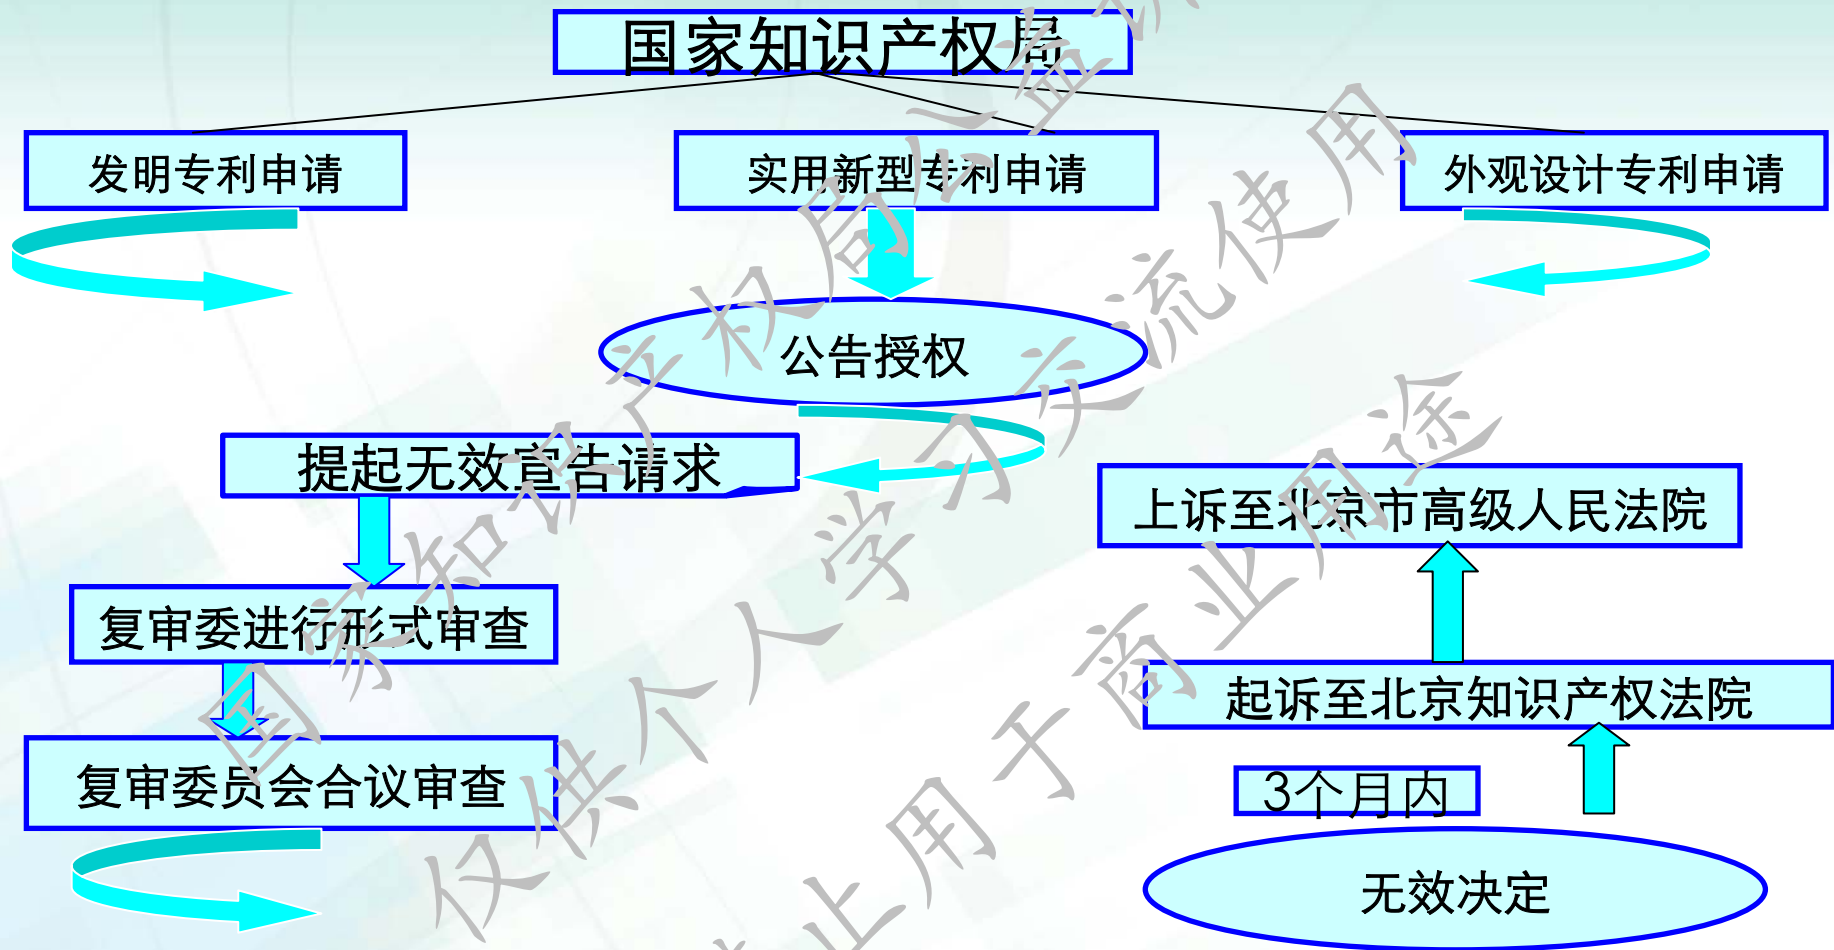 国家知识产权局
发明专利申请
实用新型专利申请
外观设计专利申请
公告授权
提起无效宣告请求
上诉至北京市高级人民法院
复审委进行形式审查
起诉至北京知识产权法院
复审委员会合议审查
3个月内
无效决定
国家知识产权局公益讲
仅供个人学习交流使用
禁止用于商业用途